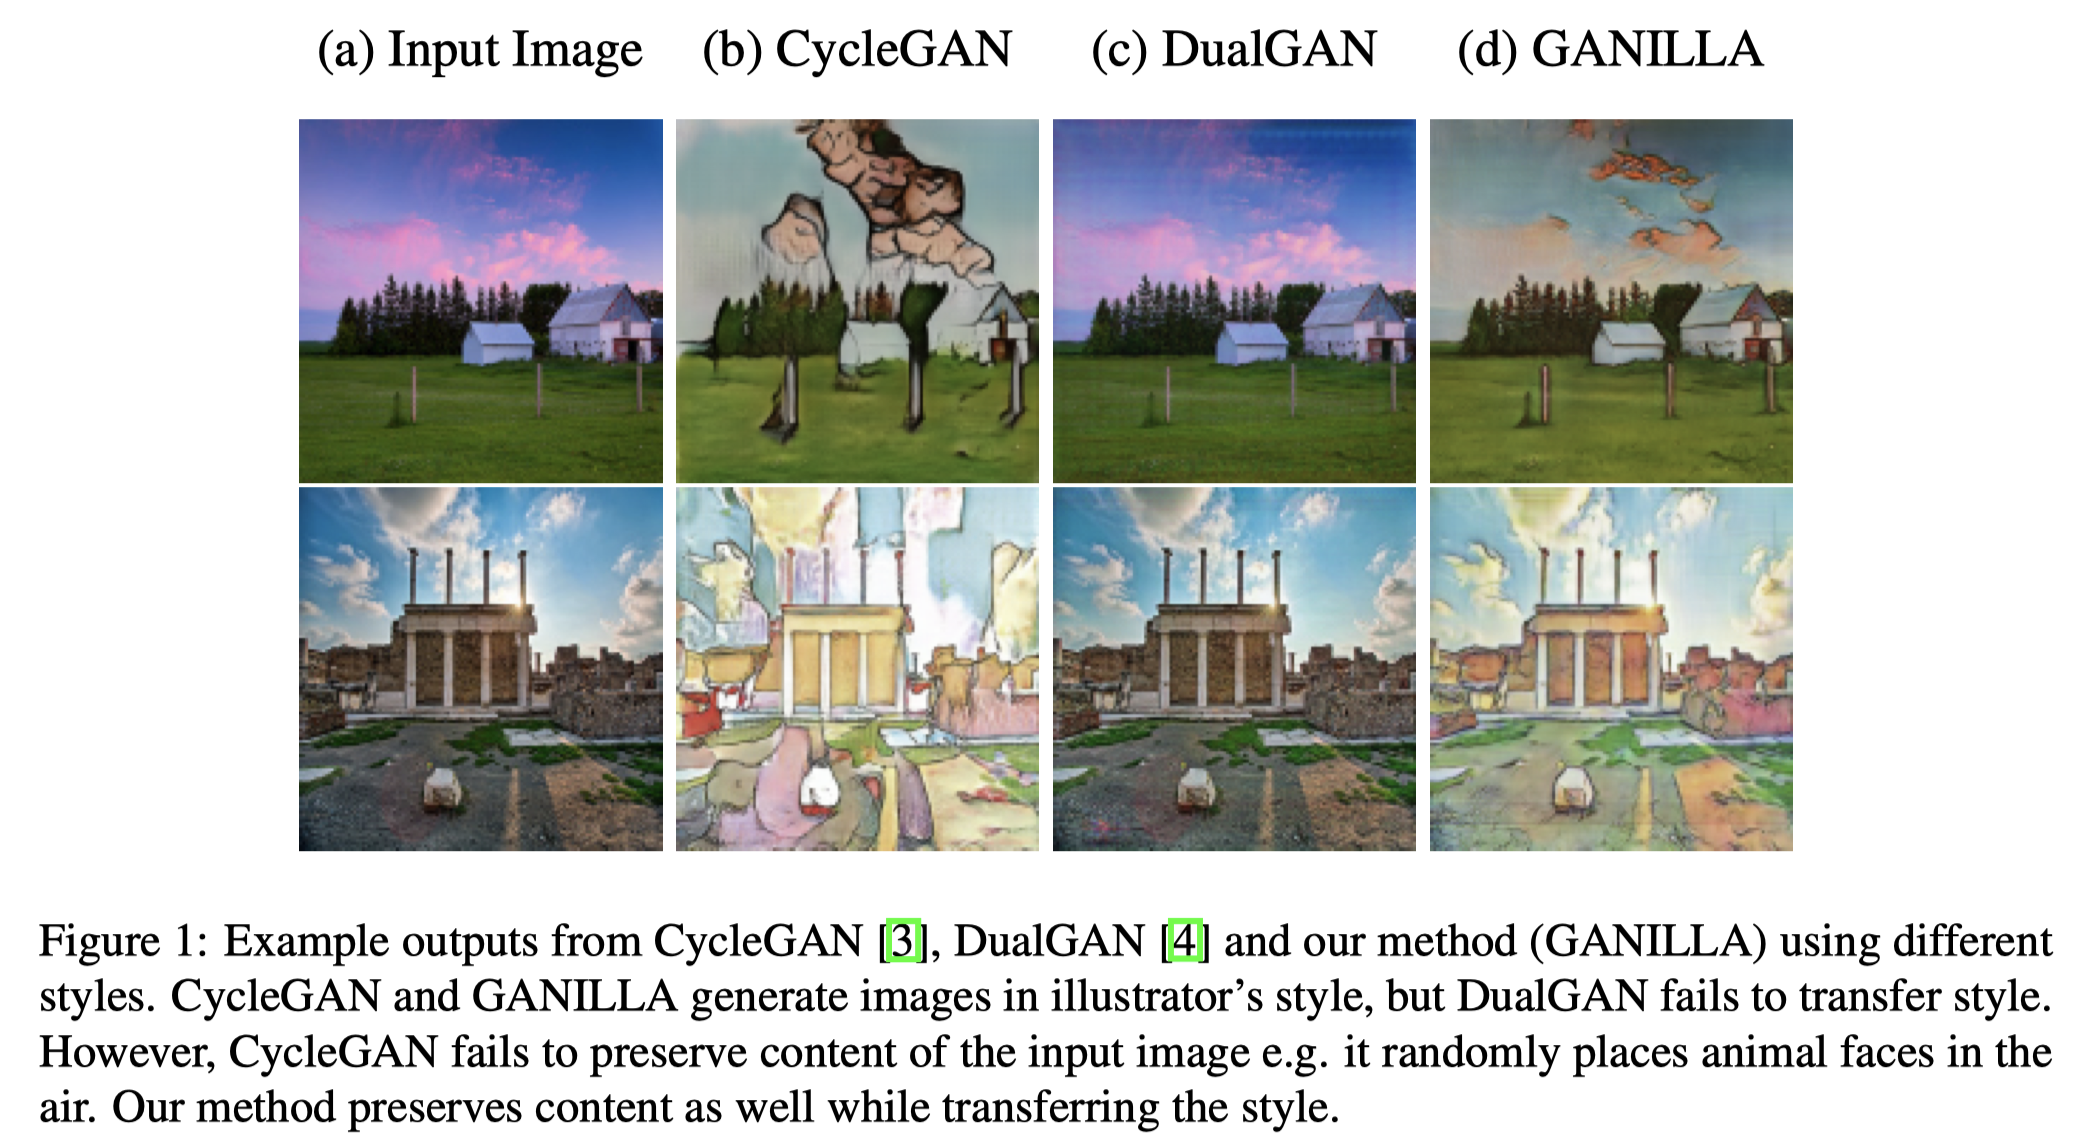 (a) Input Image (b) CycleGAN (c) DualGAN (d) GANILLA
Figure 1: Example outputs from CycleGAN [3], DualGAN [4] and our method (GANILLA) using different
styles. CycleGAN and GANILLA generate images in illustrator’s style, but DualGAN fails to transfer style.
However, CycleGAN fails to preserve content of the input image e.g. it randomly places animal faces in the
air. Our method preserves content as well while transferring the style.